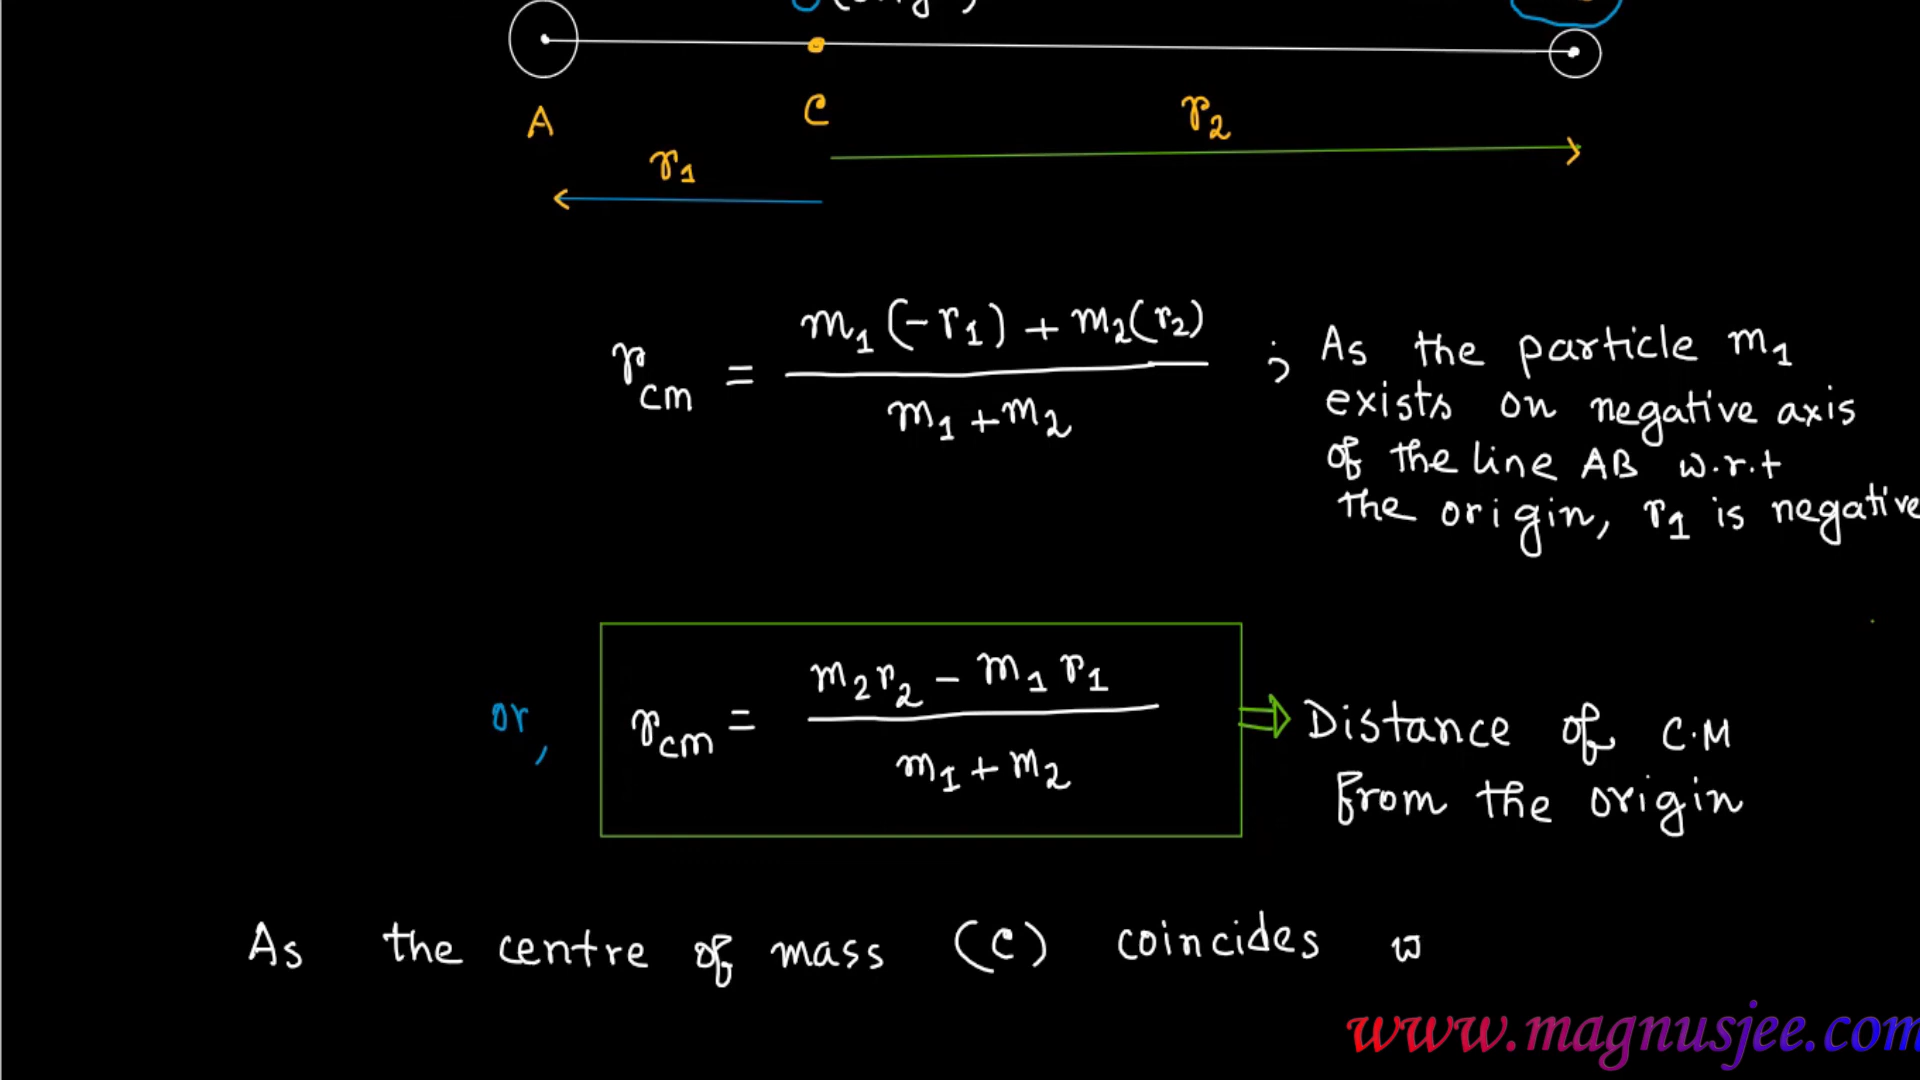 A
C
r₂
r₁
r_cm = (m₁(-r₁) + m₂(r₂)) / (m₁ + m₂) ; As the particle m₁
exists on negative axis
of the line AB w.r.t
the origin, r₁ is negative
or, r_cm = (m₂r₂ - m₁r₁) / (m₁ + m₂) ⇒ Distance of C.M
from the origin
As the centre of mass (C) coincides w
www.magnusjee.com